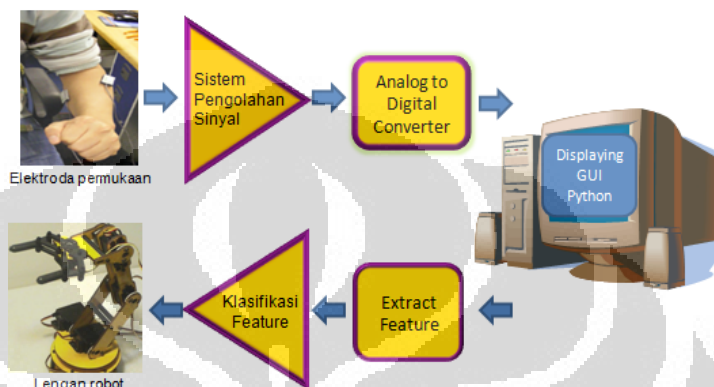 Sistem
Pengolahan
Sinyal
Analog to
Digital
Converter
Displaying
GUI
Python
Elektroda permukaan
Klasifikasi
Feature
Extract
Feature
Lengan robot